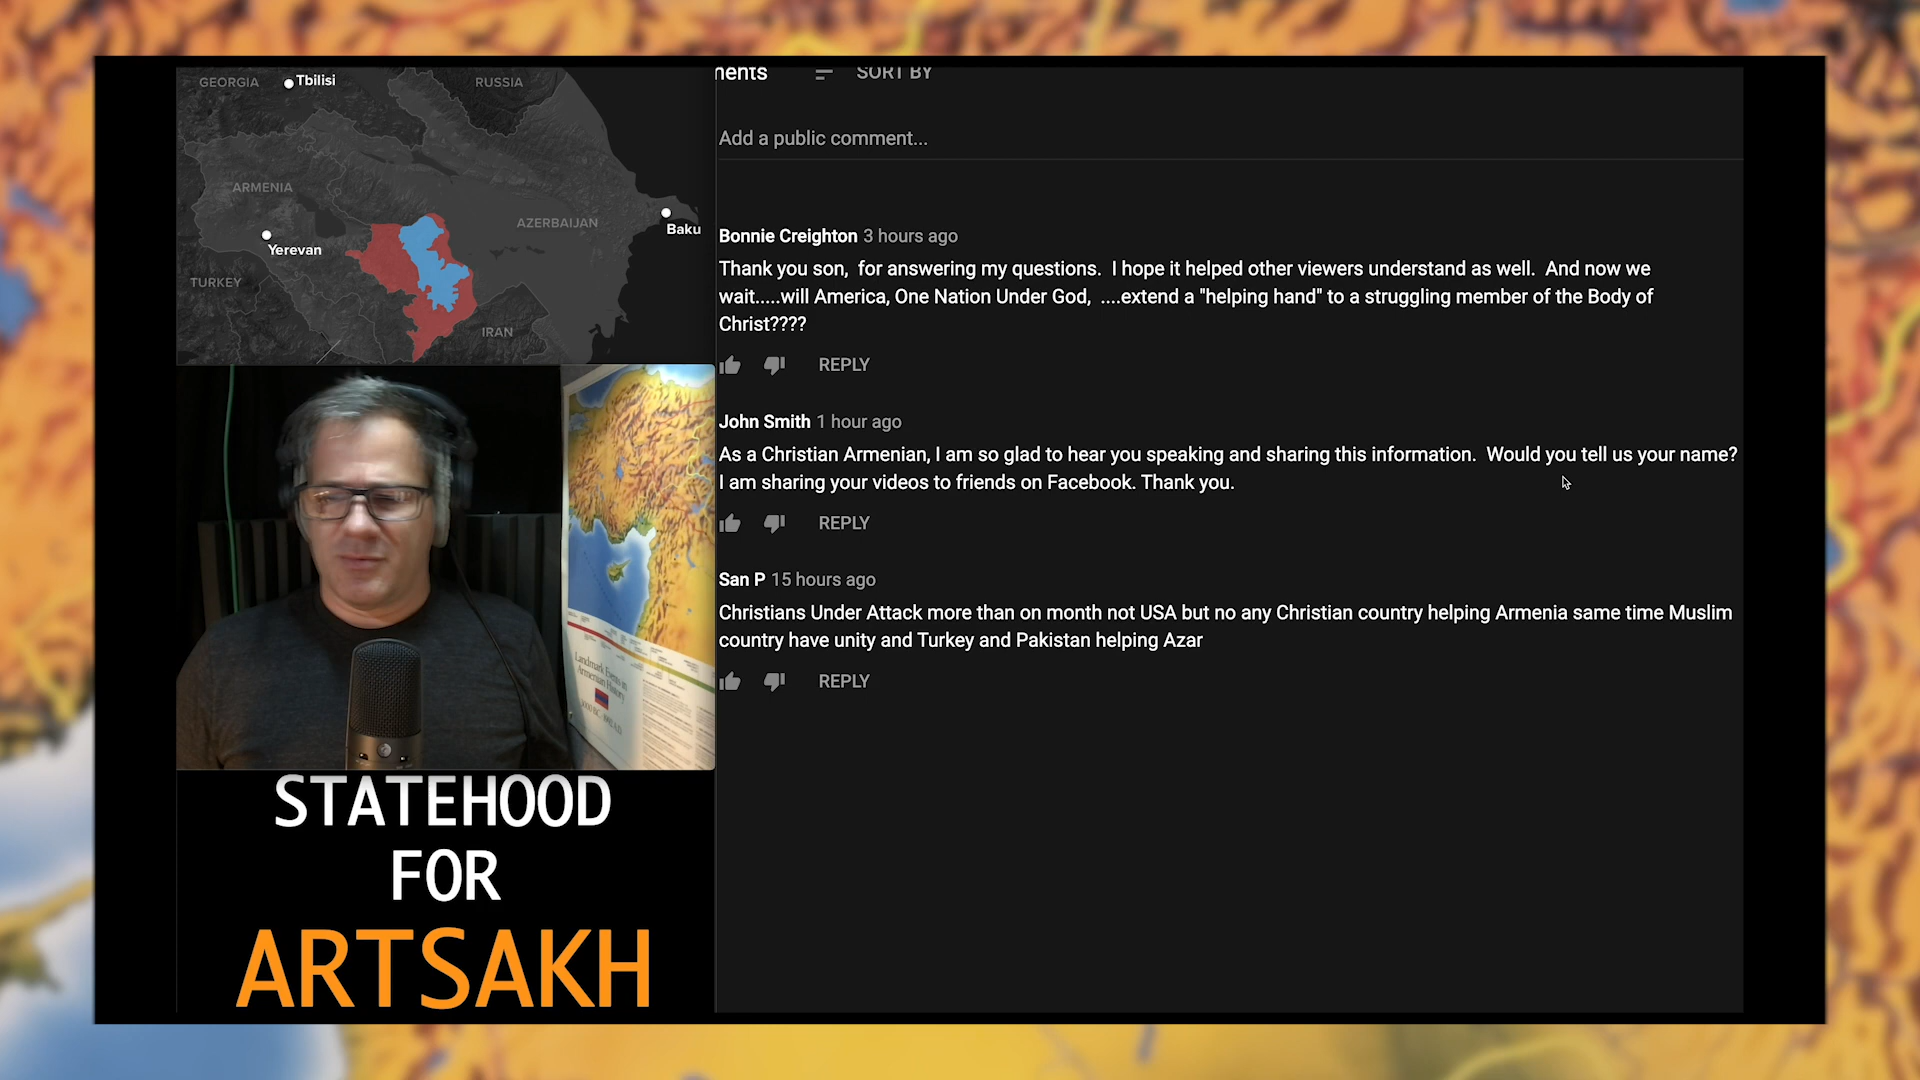 GEORGIA
Tbilisi
RUSSIA
ARMENIA
AZERBAIJAN
Baku
Yerevan
TURKEY
IRAN
Landmark Events in
Armenian History
STATEHOOD
FOR
ARTSAKH
ments
SORT BY
Add a public comment...
Bonnie Creighton 3 hours ago
Thank you son,  for answering my questions.  I hope it helped other viewers understand as well.  And now we
wait.....will America, One Nation Under God,  ....extend a "helping hand" to a struggling member of the Body of
Christ????
REPLY
John Smith 1 hour ago
As a Christian Armenian, I am so glad to hear you speaking and sharing this information.  Would you tell us your name?
I am sharing your videos to friends on Facebook. Thank you.
REPLY
San P 15 hours ago
Christians Under Attack more than on month not USA but no any Christian country helping Armenia same time Muslim
country have unity and Turkey and Pakistan helping Azar
REPLY